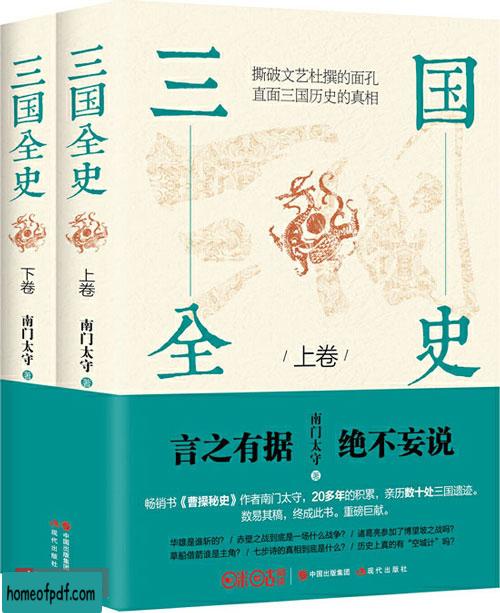 三国全史
下卷
南门太守 著
三国全史
上卷
南门太守 著
撕破文艺杜撰的面孔
直面三国历史的真相
三国全史
/上卷/
言之有据 绝不妄说
南门太守 著
畅销书《曹操秘史》作者南门太守，20多年的积累，亲历数十处三国遗迹。
数易其稿，终成此书。重磅巨献。
华雄是谁斩的？/赤壁之战到底是一场什么战争？/诸葛亮参加了博望坡之战吗？
草船借箭谁是主角？/七步诗的真相到底是什么？/历史上真的有“空城计”吗？
咪咕
中国出版集团 现代出版社
homeofpdf.com